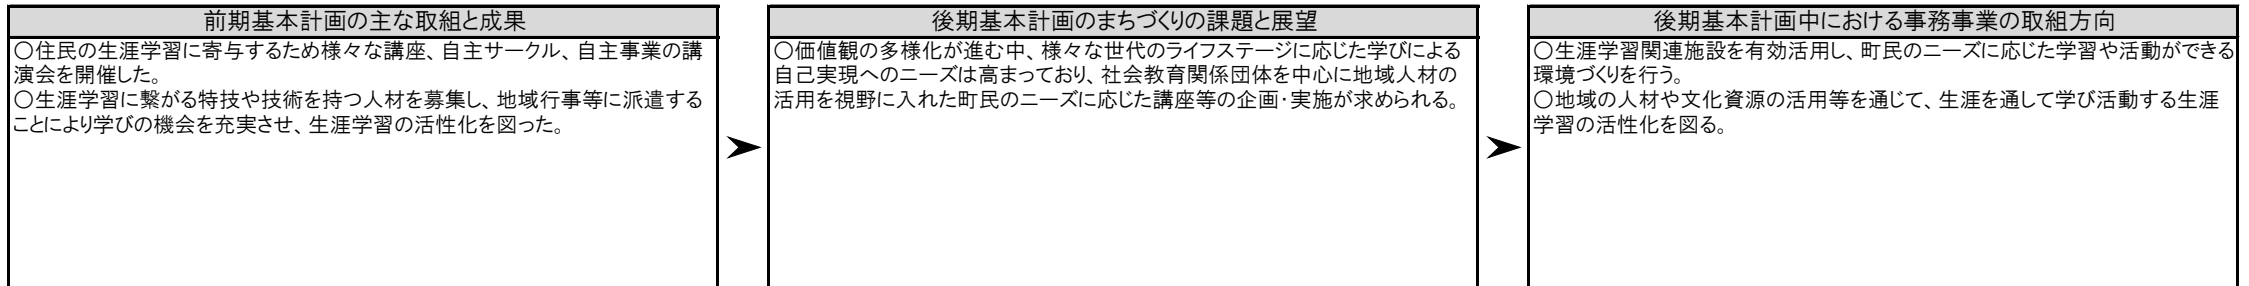 前期基本計画の主な取組と成果
〇住民の生涯学習に寄与するため様々な講座、自主サークル、自主事業の講
演会を開催した。
〇生涯学習に繋がる特技や技術を持つ人材を募集し、地域行事等に派遣する
ことにより学びの機会を充実させ、生涯学習の活性化を図った。
後期基本計画のまちづくりの課題と展望
〇価値観の多様化が進む中、様々な世代のライフステージに応じた学びによる
自己実現へのニーズは高まっており、社会教育関係団体を中心に地域人材の
活用を視野に入れた町民のニーズに応じた講座等の企画・実施が求められる。
後期基本計画中における事務事業の取組方向
〇生涯学習関連施設を有効活用し、町民のニーズに応じた学習や活動ができる
環境づくりを行う。
〇地域の人材や文化資源の活用等を通じて、生涯を通して学び活動する生涯
学習の活性化を図る。